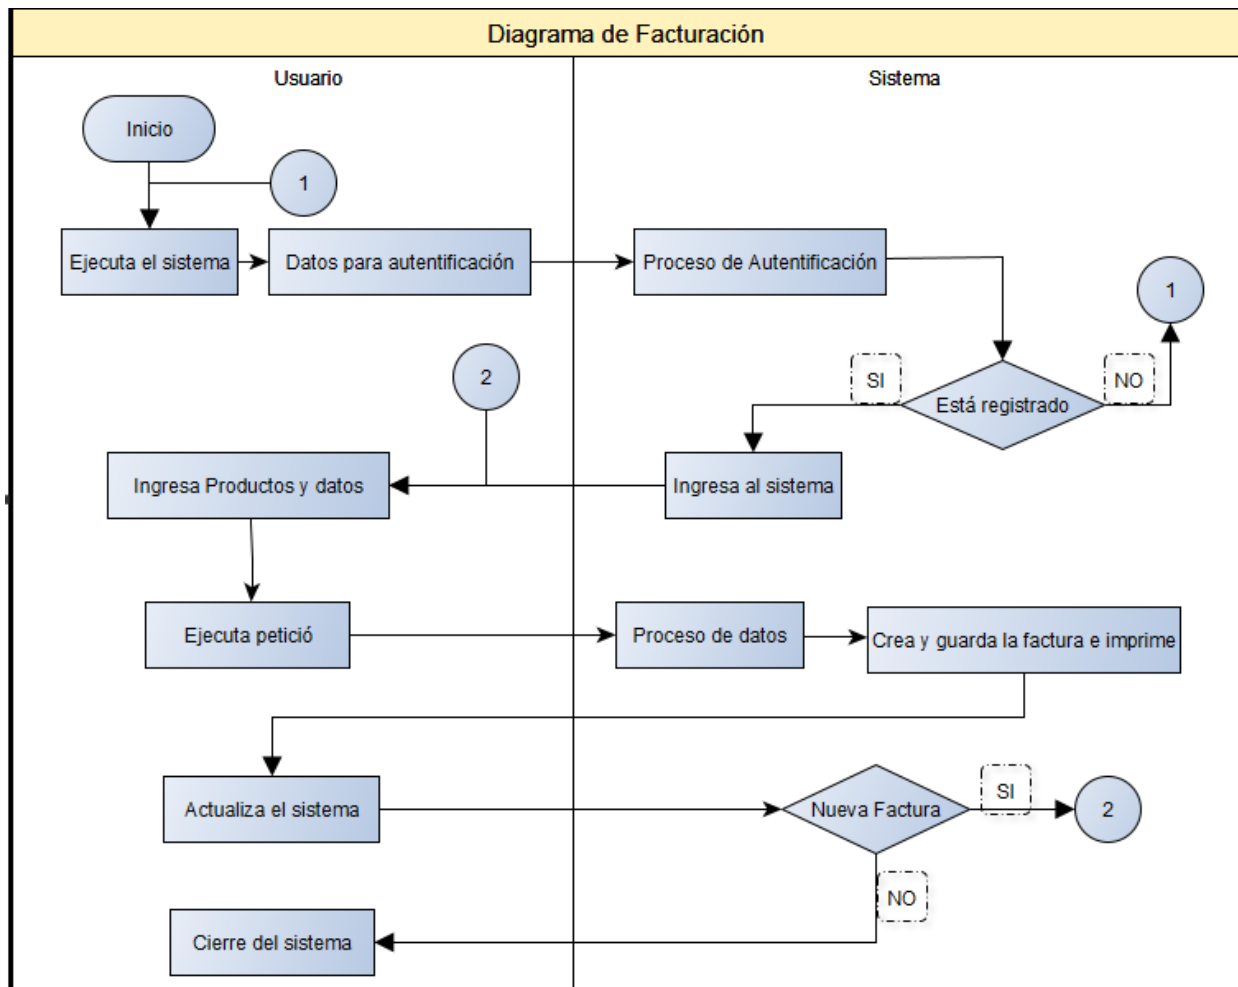 Diagrama de Facturación
Usuario
Sistema
Inicio
1
Ejecuta el sistema
Datos para autentificación
Proceso de Autentificación
1
SI
NO
Está registrado
2
Ingresa Productos y datos
Ingresa al sistema
Ejecuta petició
Proceso de datos
Crea y guarda la factura e imprime
Actualiza el sistema
Nueva Factura
SI
2
NO
Cierre del sistema